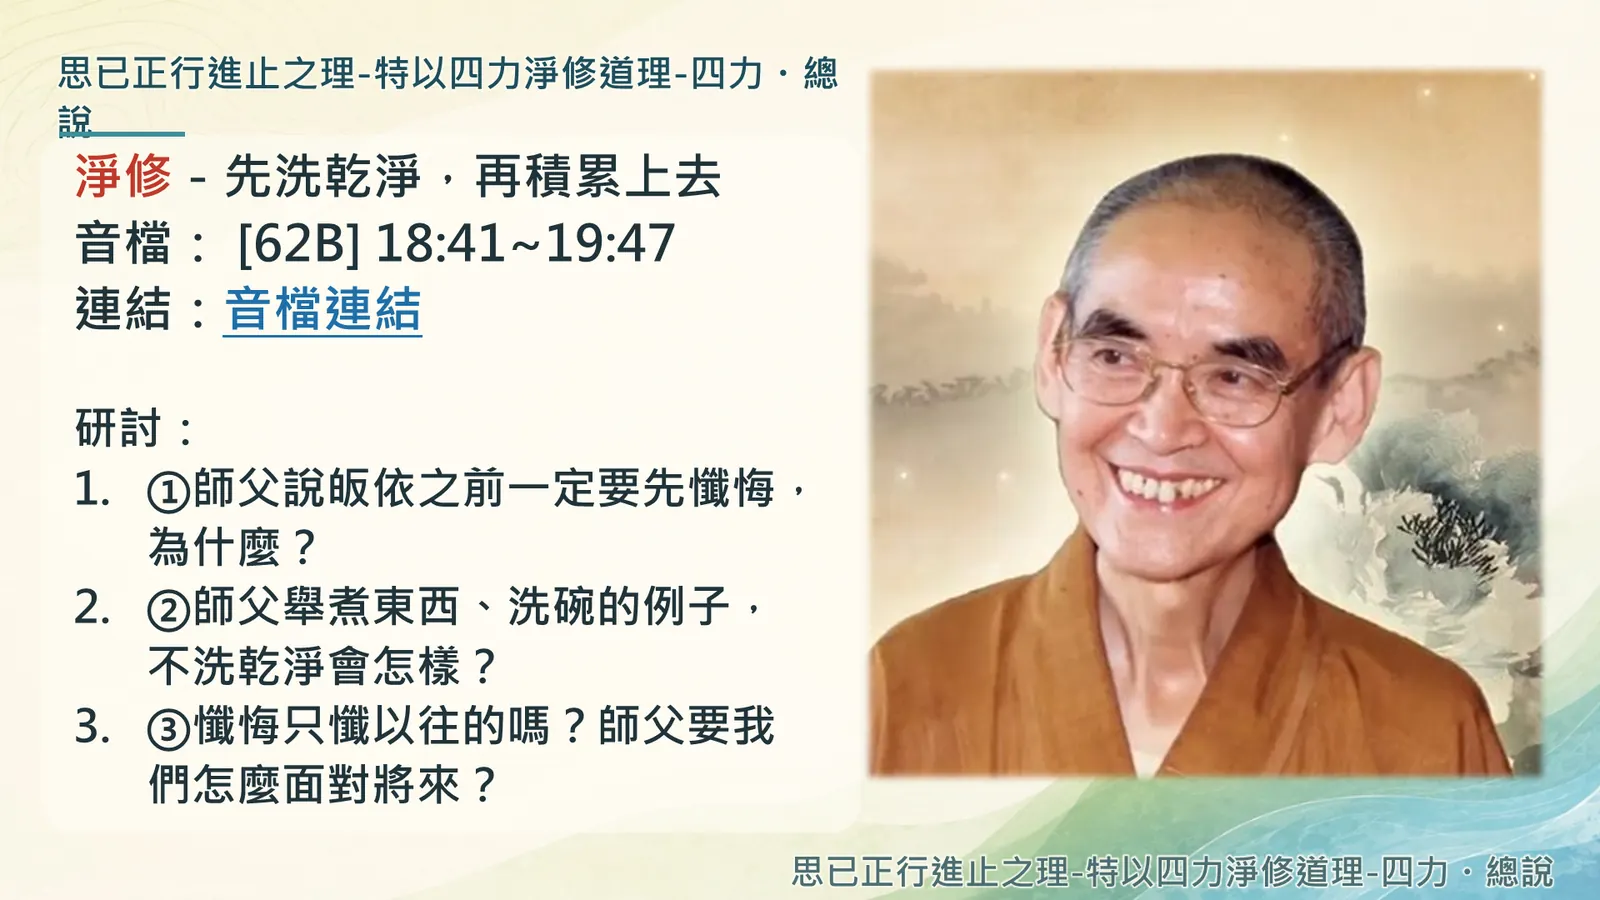 思已正行進止之理-特以四力淨修道理-四力．總
說
淨修 - 先洗乾淨，再積累上去
音檔： [62B] 18:41~19:47
連結：音檔連結
研討：
1. ①師父說皈依之前一定要先懺悔，
為什麼？
2. ②師父舉煮東西、洗碗的例子，
不洗乾淨會怎樣？
3. ③懺悔只懺以往的嗎？師父要我
們怎麼面對將來？
思已正行進止之理-特以四力淨修道理-四力．總說